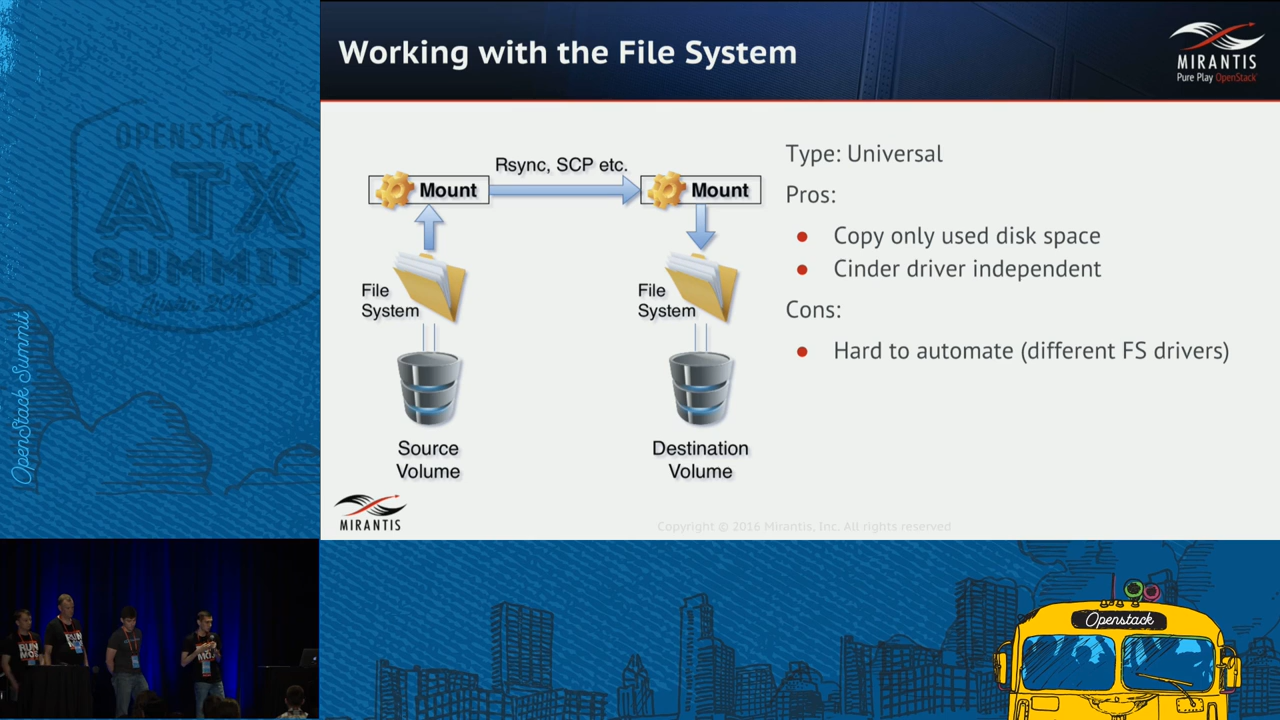 Working with the File System
MIRANTIS
Pure Play OpenStack
OPENSTACK
ATX
SUMMIT
OpenStack Summit
Rsync, SCP etc.
Mount
Mount
File
System
File
System
Source
Volume
Destination
Volume
Type: Universal
Pros:
● Copy only used disk space
● Cinder driver independent
Cons:
● Hard to automate (different FS drivers)
MIRANTIS
Copyright © 2016 Mirantis, Inc. All rights reserved
Openstack
RUN